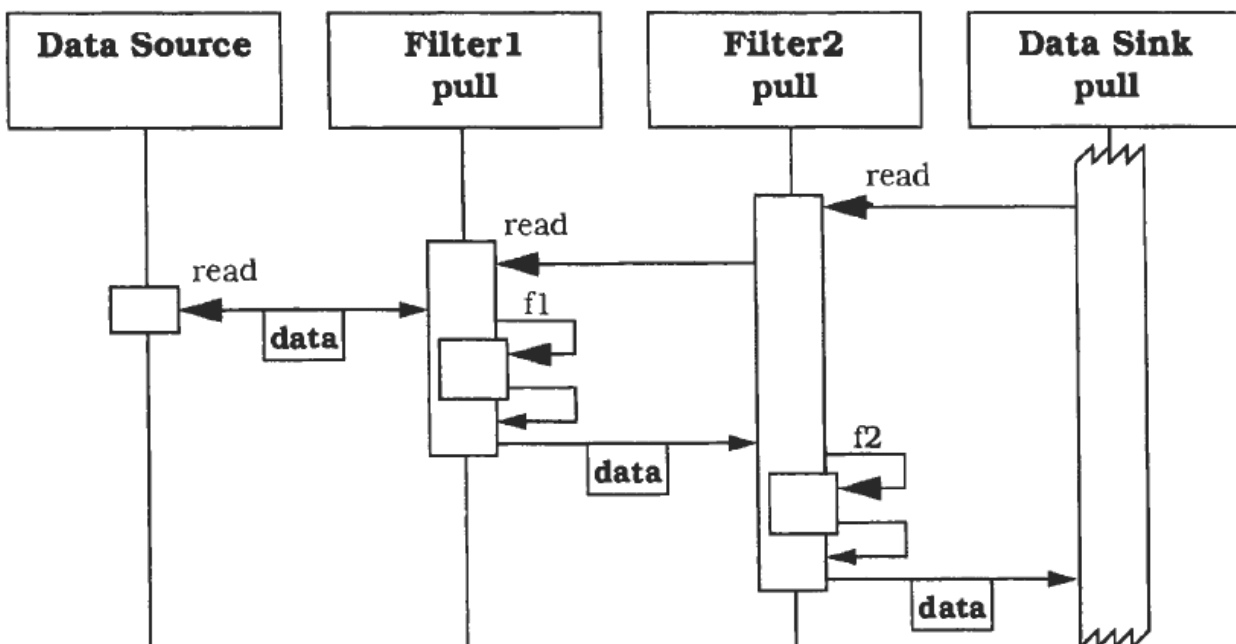 Data Source
Filter1
pull
Filter2
pull
Data Sink
pull
read
read
read
data
f1
data
f2
data